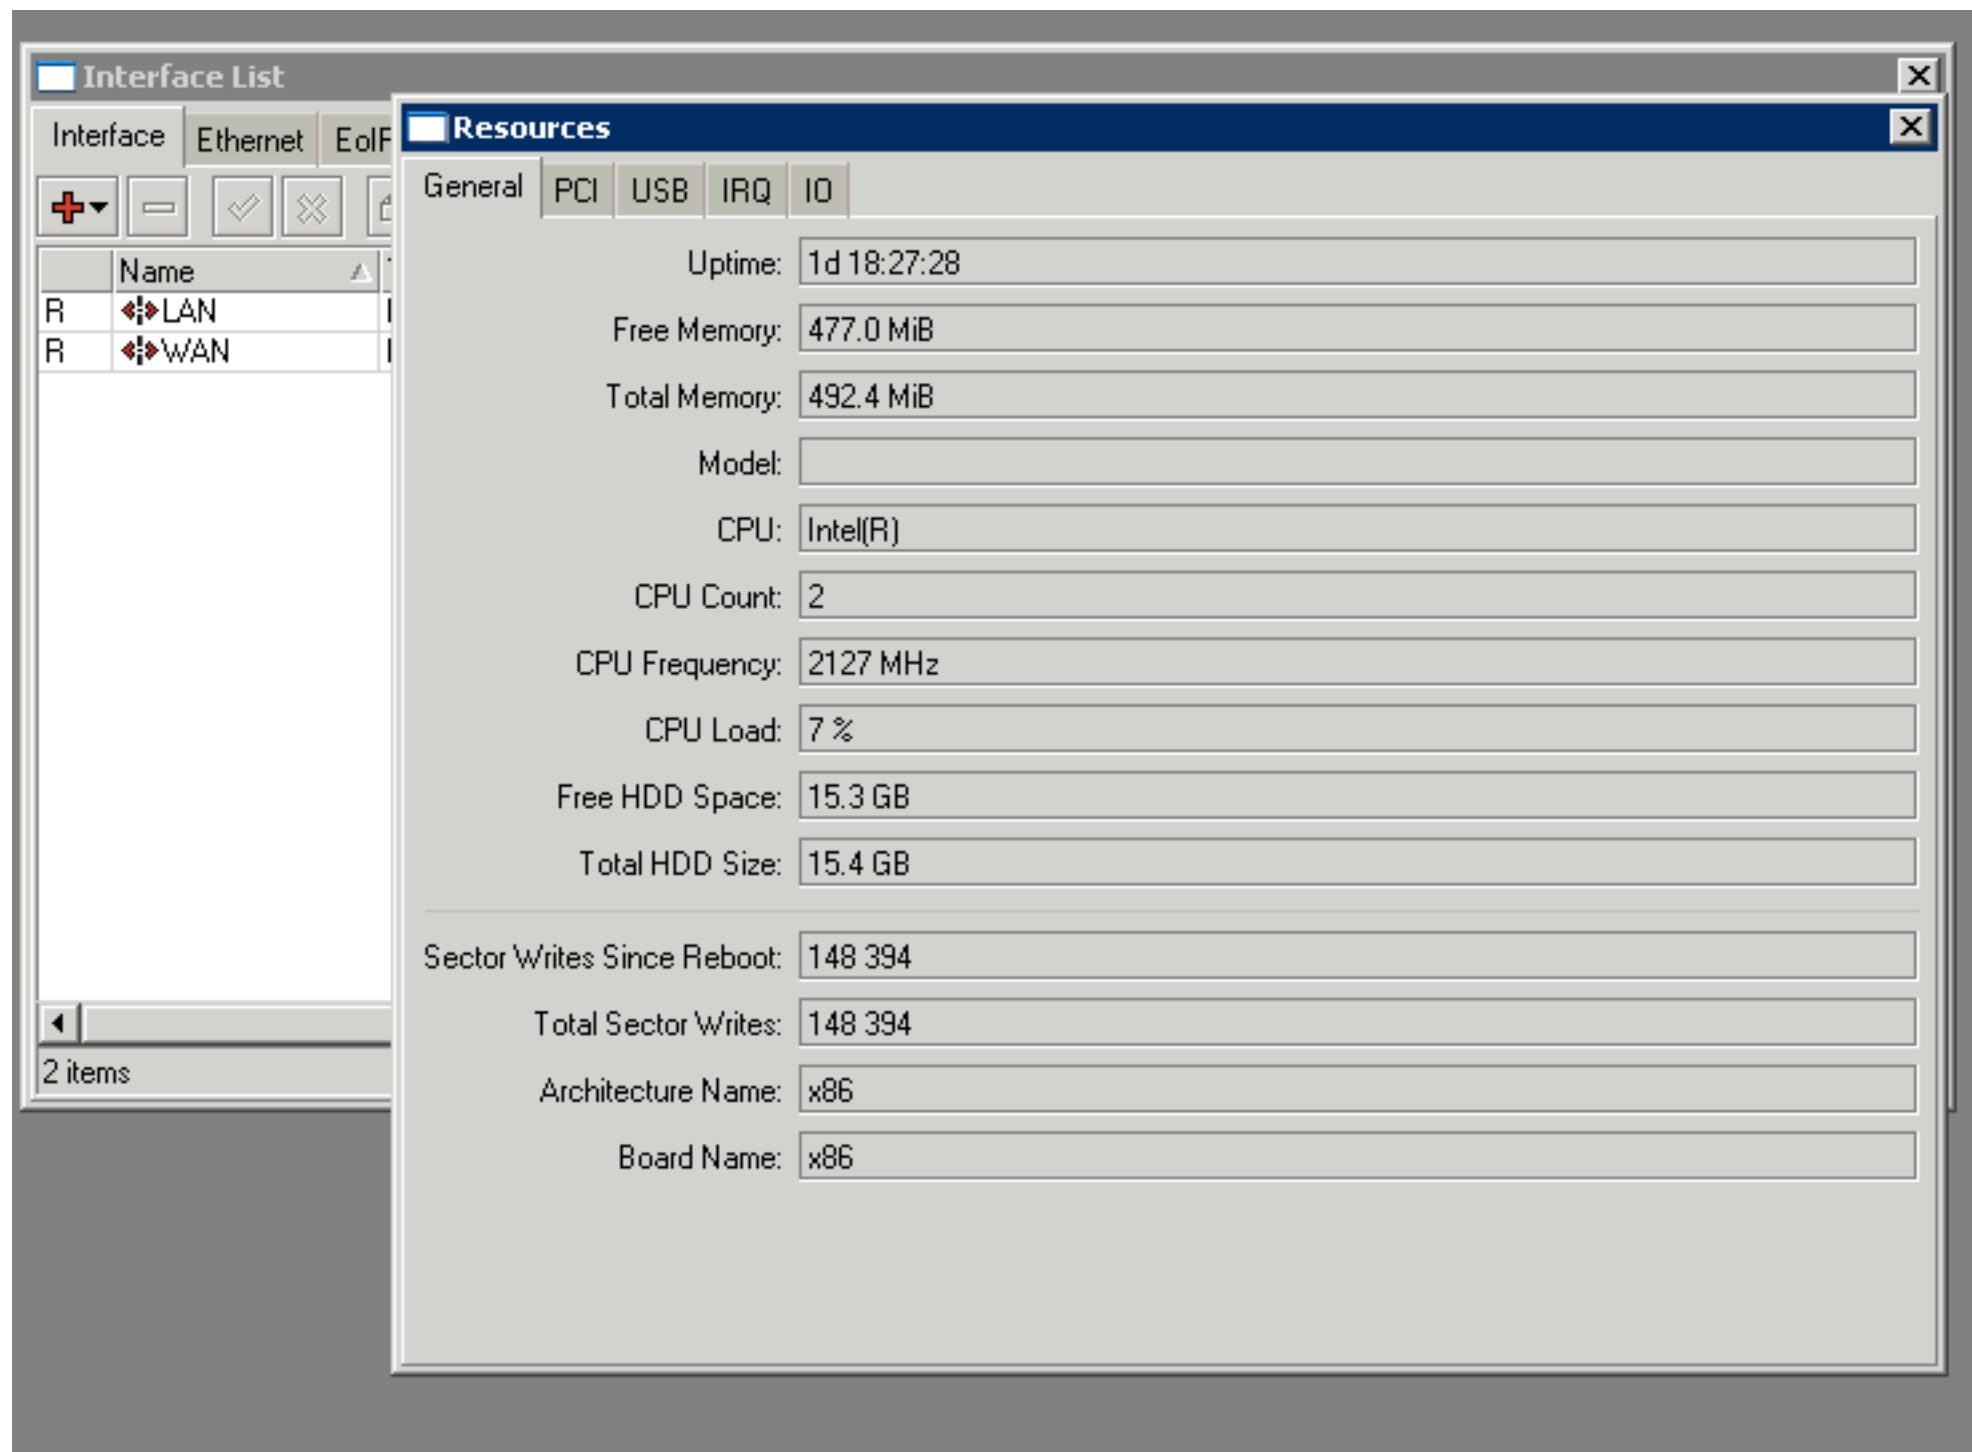 Interface List
Interface Ethernet
Name
R LAN
R WAN
2 items
Resources
General PCI USB IRQ IO
Uptime: 1d 18:27:28
Free Memory: 477.0 MiB
Total Memory: 492.4 MiB
Model:
CPU: Intel(R)
CPU Count: 2
CPU Frequency: 2127 MHz
CPU Load: 7 %
Free HDD Space: 15.3 GB
Total HDD Size: 15.4 GB
Sector Writes Since Reboot: 148 394
Total Sector Writes: 148 394
Architecture Name: x86
Board Name: x86